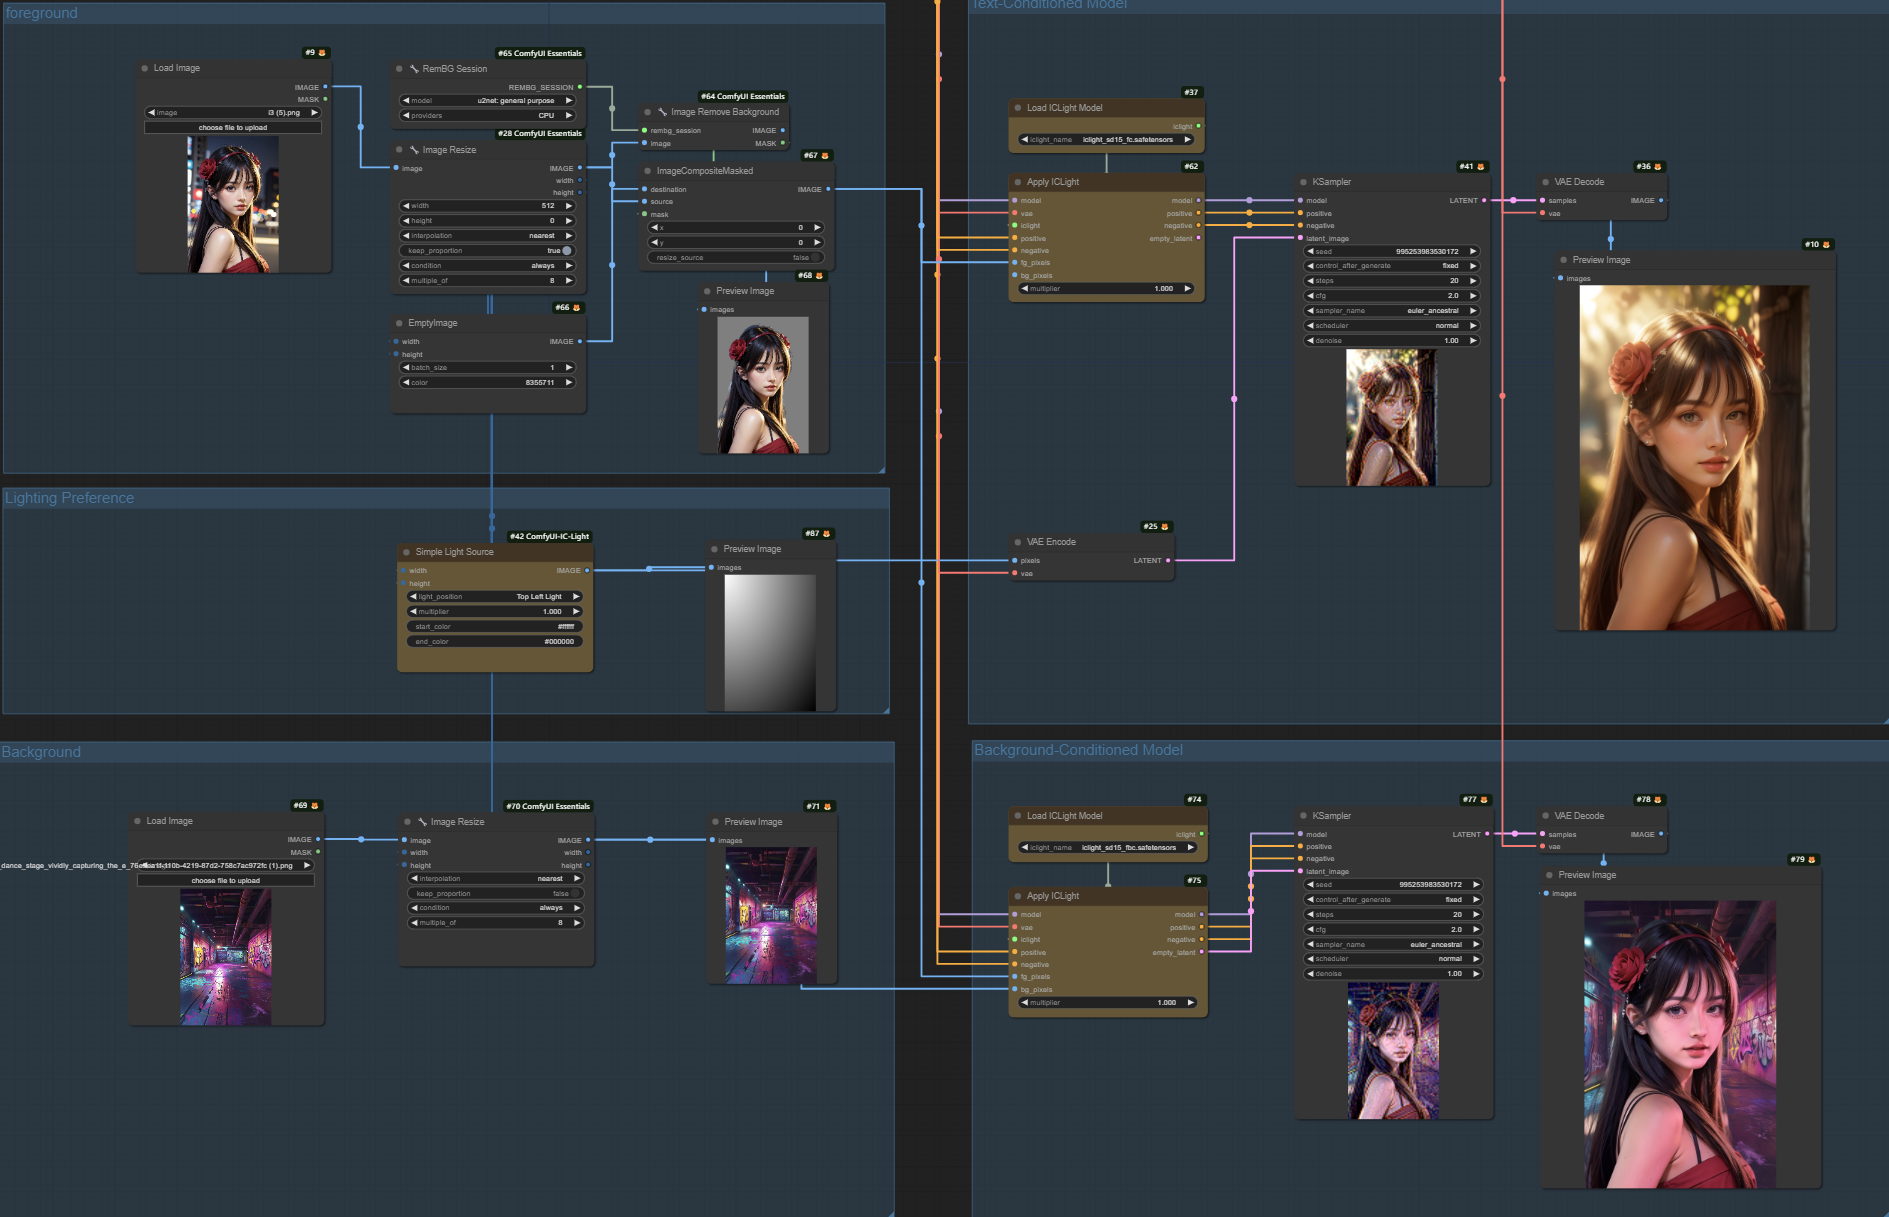 foreground
#9
Load Image
IMAGE
MASK
image
i3 (5).png
choose file to upload
#65 ComfyUI Essentials
RemBG Session
REMBG_SESSION
model
u2net: general purpose
providers
CPU
#28 ComfyUI Essentials
Image Resize
image
IMAGE
width
height
width
512
height
0
interpolation
nearest
keep_proportion
true
condition
always
multiple_of
8
#66
EmptyImage
width
IMAGE
height
batch_size
1
color
8355711
#64 ComfyUI Essentials
Image Remove Background
rembg_session
IMAGE
image
MASK
#67
ImageCompositeMasked
destination
IMAGE
source
mask
x
0
y
0
resize_source
false
#68
Preview Image
images
Lighting Preference
#42 ComfyUI-IC-Light
Simple Light Source
width
IMAGE
height
light_position
Top Left Light
multiplier
1.000
start_color
#ffffff
end_color
#000000
#87
Preview Image
images
Background
#69
Load Image
IMAGE
MASK
choose file to upload
#70 ComfyUI Essentials
Image Resize
image
IMAGE
width
width
height
height
interpolation
nearest
keep_proportion
false
condition
always
multiple_of
8
#71
Preview Image
images
Text-Conditioned Model
#37
Load ICLight Model
iclight
iclight_name
iclight_sd15_fc.safetensors
#62
Apply ICLight
model
model
vae
positive
iclight
negative
positive
empty_latent
negative
fg_pixels
bg_pixels
multiplier
1.000
#25
VAE Encode
pixels
LATENT
vae
#41
KSampler
model
LATENT
positive
negative
latent_image
seed
995253983530172
control_after_generate
fixed
steps
20
cfg
2.0
sampler_name
euler_ancestral
scheduler
normal
denoise
1.00
#36
VAE Decode
samples
IMAGE
vae
#10
Preview Image
images
Background-Conditioned Model
#74
Load ICLight Model
iclight
iclight_name
iclight_sd15_fbc.safetensors
#75
Apply ICLight
model
model
vae
positive
iclight
negative
positive
empty_latent
negative
fg_pixels
bg_pixels
multiplier
1.000
#77
KSampler
model
LATENT
positive
negative
latent_image
seed
995253983530172
control_after_generate
fixed
steps
20
cfg
2.0
sampler_name
euler_ancestral
scheduler
normal
denoise
1.00
#78
VAE Decode
samples
IMAGE
vae
#79
Preview Image
images